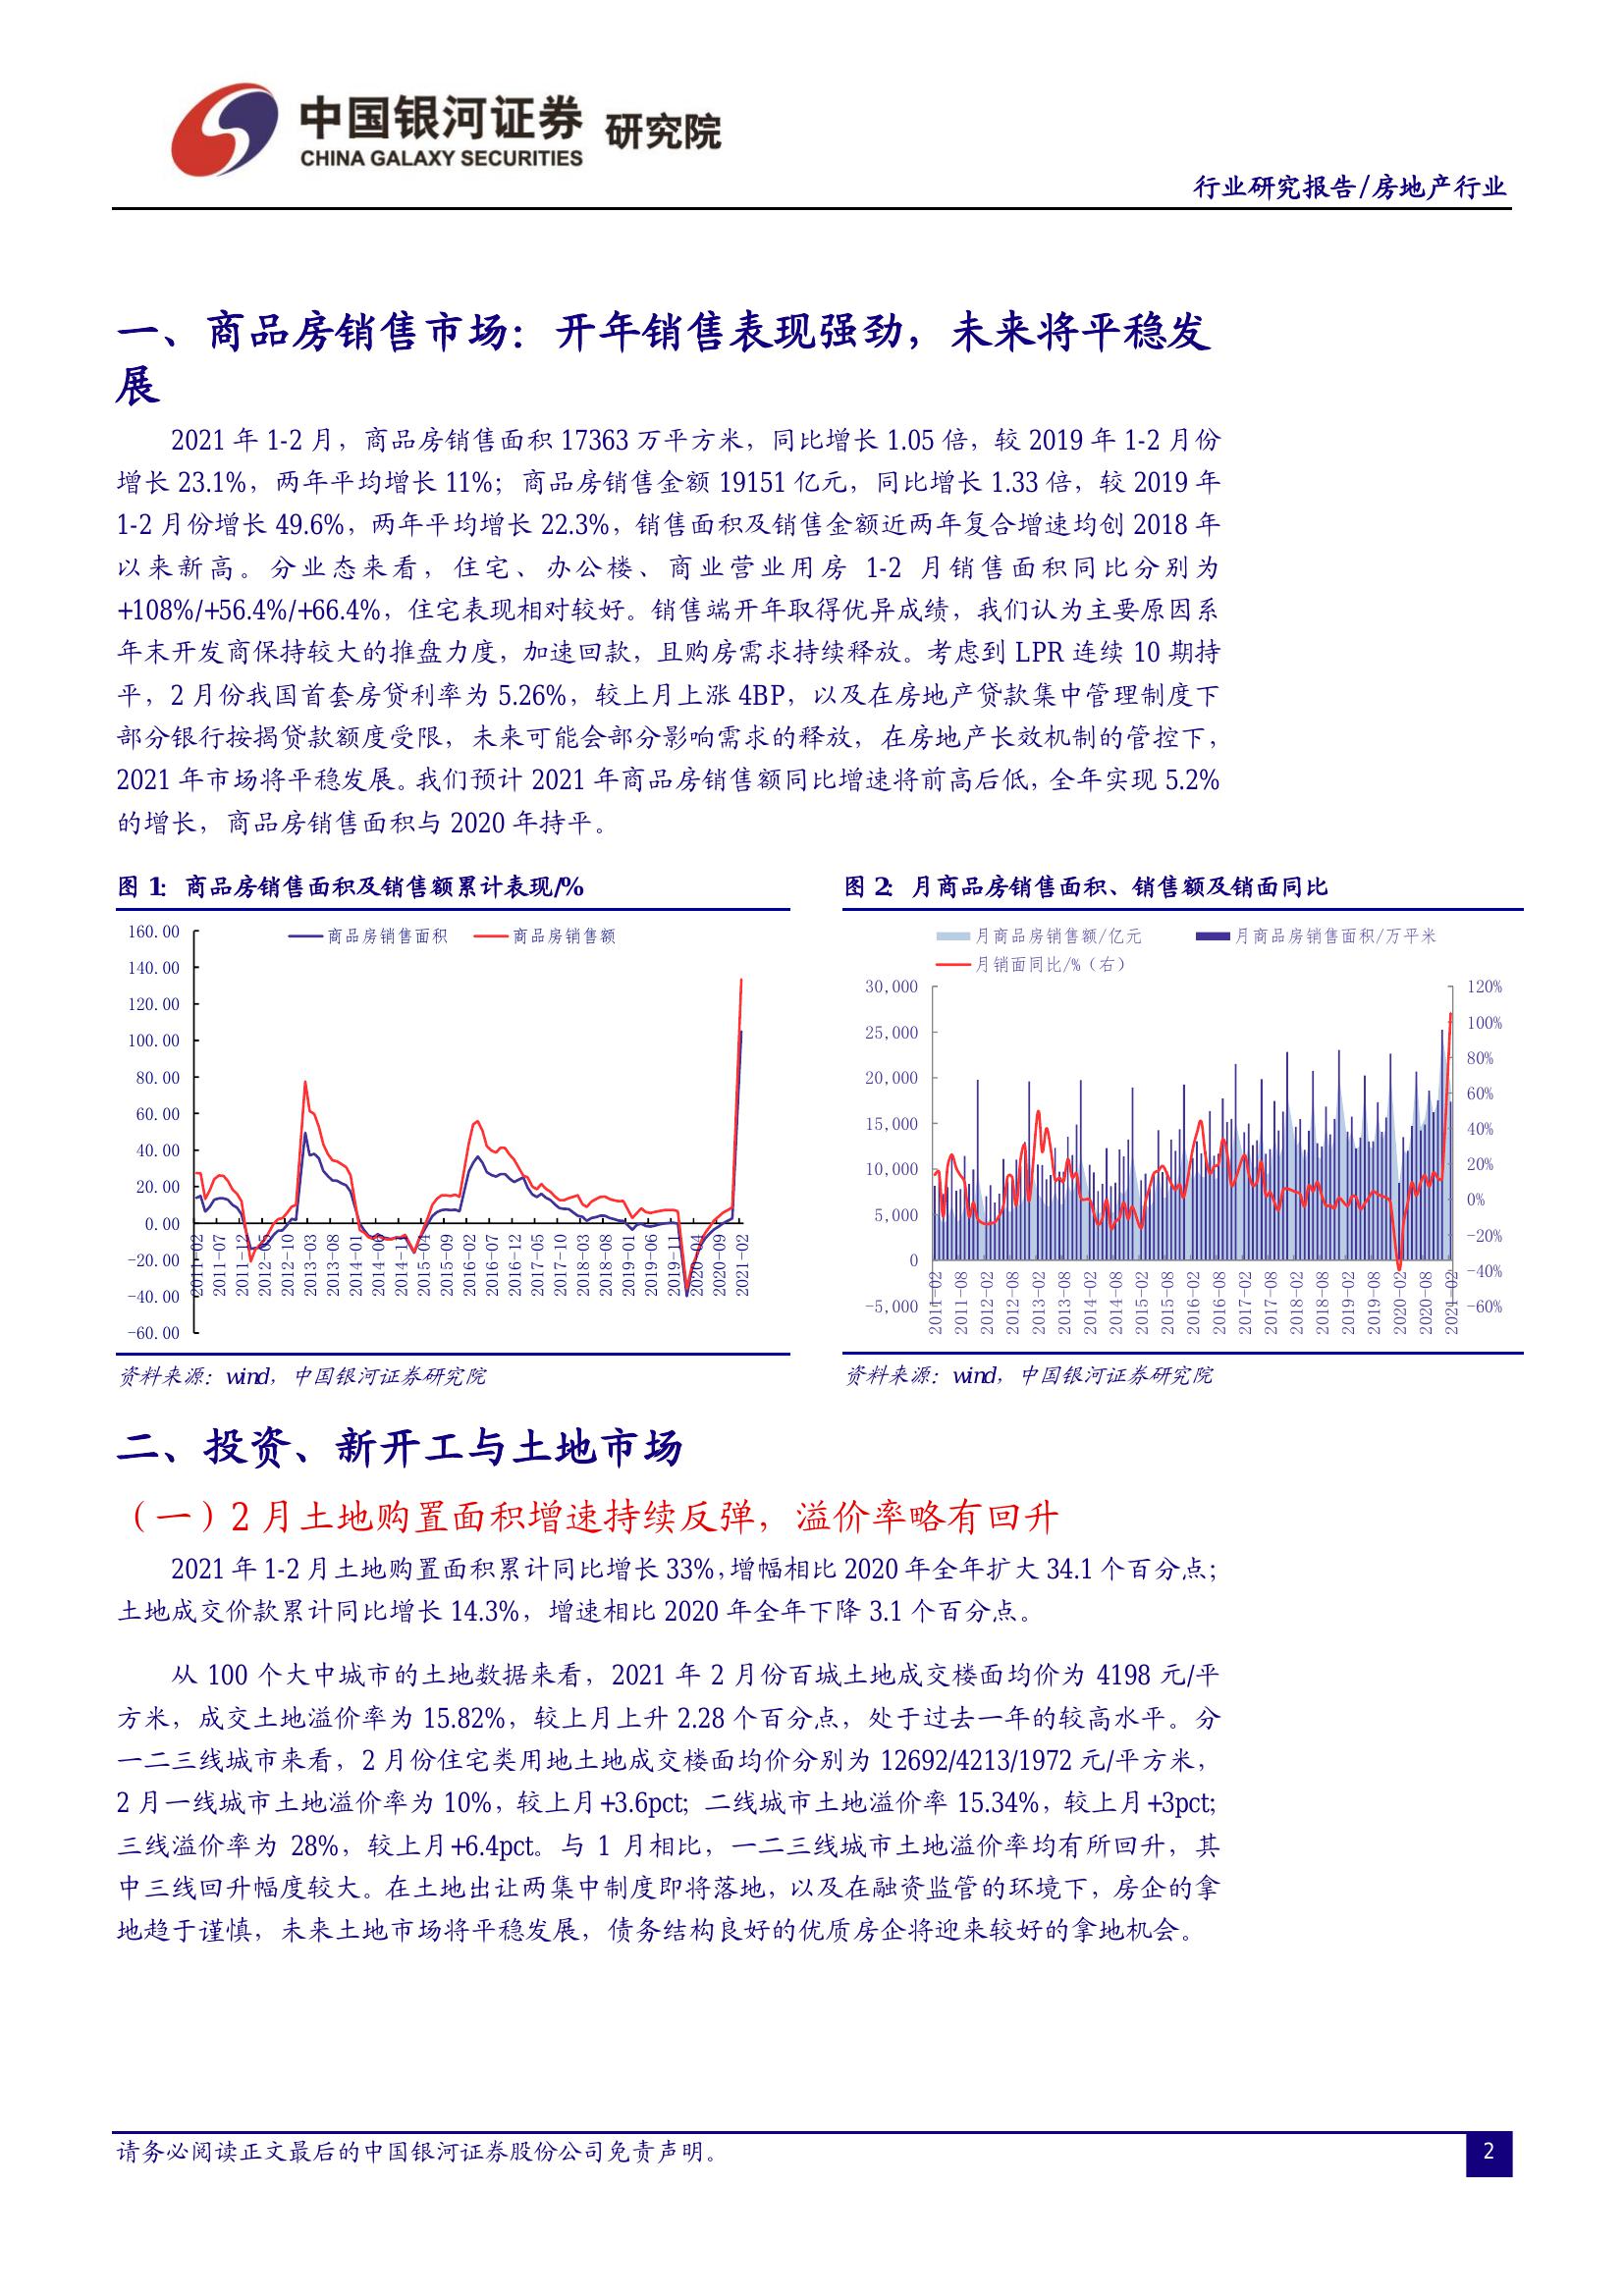 中国银河证券 研究院
CHINA GALAXY SECURITIES
行业研究报告/房地产行业
一、商品房销售市场：开年销售表现强劲，未来将平稳发
展
2021 年 1-2 月，商品房销售面积 17363 万平方米，同比增长 1.05 倍，较 2019 年 1-2 月份
增长 23.1%，两年平均增长 11%；商品房销售金额 19151 亿元，同比增长 1.33 倍，较 2019 年
1-2 月份增长 49.6%，两年平均增长 22.3%，销售面积及销售金额近两年复合增速均创 2018 年
以来新高。分业态来看，住宅、办公楼、商业营业用房 1-2 月销售面积同比分别为
+108%/+56.4%/+66.4%，住宅表现相对较好。销售端开年取得优异成绩，我们认为主要原因系
年末开发商保持较大的推盘力度，加速回款，且购房需求持续释放。考虑到 LPR 连续 10 期持
平，2 月份我国首套房贷利率为 5.26%，较上月上涨 4BP，以及在房地产贷款集中管理制度下
部分银行按揭贷款额度受限，未来可能会部分影响需求的释放，在房地产长效机制的管控下，
2021 年市场将平稳发展。我们预计 2021 年商品房销售额同比增速将前高后低，全年实现 5.2%
的增长，商品房销售面积与 2020 年持平。
图 1： 商品房销售面积及销售额累计表现/%
商品房销售面积 商品房销售额
160.00
140.00
120.00
100.00
80.00
60.00
40.00
20.00
0.00
-20.00
-40.00
-60.00
2011-02 2011-07 2011-12 2012-05 2012-10 2013-03 2013-08 2014-01 2014-06 2014-11 2015-04 2015-09 2016-02 2016-07 2016-12 2017-05 2017-10 2018-03 2018-08 2019-01 2019-06 2019-11 2020-04 2020-09 2021-02
资料来源：wind，中国银河证券研究院
图 2： 月商品房销售面积、销售额及销面同比
月商品房销售额/亿元 月商品房销售面积/万平米
月销面同比/%（右）
30,000
25,000
20,000
15,000
10,000
5,000
0
-5,000
120%
100%
80%
60%
40%
20%
0%
-20%
-40%
-60%
2011-02 2011-08 2012-02 2012-08 2013-02 2013-08 2014-02 2014-08 2015-02 2015-08 2016-02 2016-08 2017-02 2017-08 2018-02 2018-08 2019-02 2019-08 2020-02 2020-08 2021-02
资料来源：wind，中国银河证券研究院
二、投资、新开工与土地市场
（一）2 月土地购置面积增速持续反弹，溢价率略有回升
2021 年 1-2 月土地购置面积累计同比增长 33%，增幅相比 2020 年全年扩大 34.1 个百分点；
土地成交价款累计同比增长 14.3%，增速相比 2020 年全年下降 3.1 个百分点。
从 100 个大中城市的土地数据来看，2021 年 2 月份百城土地成交楼面均价为 4198 元/平
方米，成交土地溢价率为 15.82%，较上月上升 2.28 个百分点，处于过去一年的较高水平。分
一二三线城市来看，2 月份住宅类用地土地成交楼面均价分别为 12692/4213/1972 元/平方米，
2 月一线城市土地溢价率为 10%，较上月+3.6pct；二线城市土地溢价率 15.34%，较上月+3pct；
三线溢价率为 28%，较上月+6.4pct。与 1 月相比，一二三线城市土地溢价率均有所回升，其
中三线回升幅度较大。在土地出让两集中制度即将落地，以及在融资监管的环境下，房企的拿
地趋于谨慎，未来土地市场将平稳发展，债务结构良好的优质房企将迎来较好的拿地机会。
请务必阅读正文最后的中国银河证券股份公司免责声明。
2